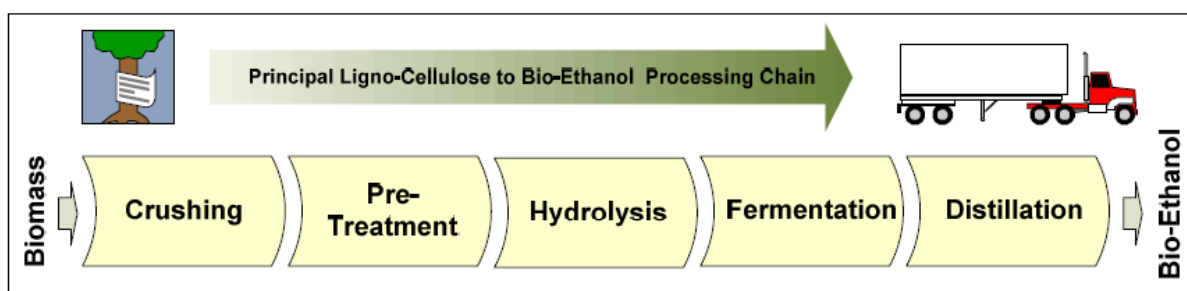 Principal Ligno-Cellulose to Bio-Ethanol Processing Chain
Biomass
Crushing
Pre-
Treatment
Hydrolysis
Fermentation
Distillation
Bio-Ethanol